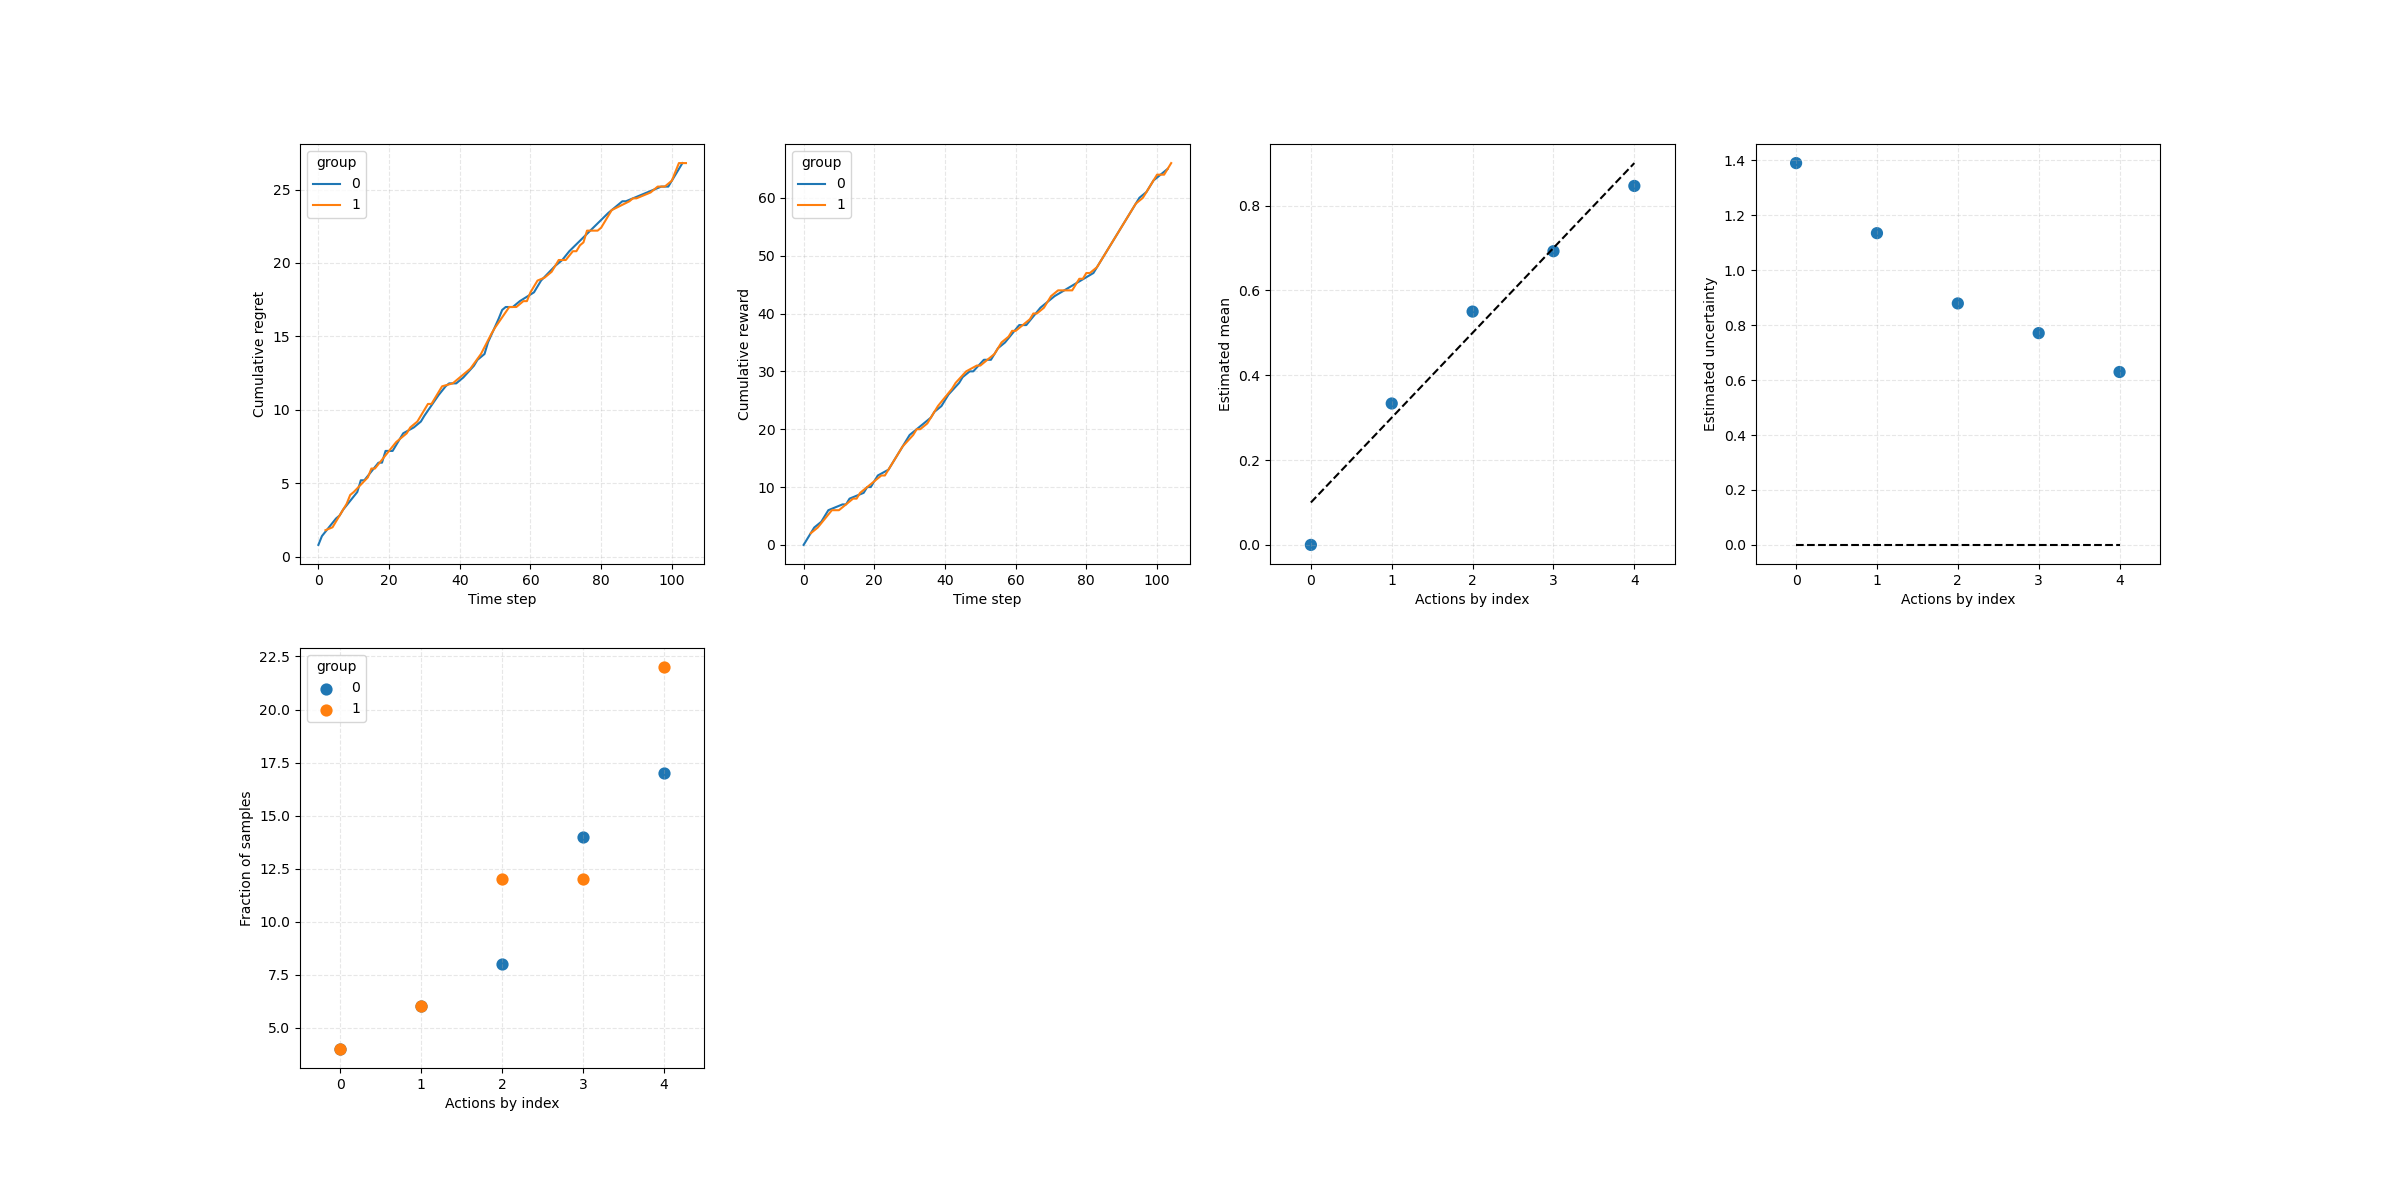 group
0
1
25
20
15
10
5
0
Cumulative regret
0 20 40 60 80 100
Time step
group
0
1
60
50
40
30
20
10
0
Cumulative reward
0 20 40 60 80 100
Time step
0.8
0.6
0.4
0.2
0.0
Estimated mean
0 1 2 3 4
Actions by index
1.4
1.2
1.0
0.8
0.6
0.4
0.2
0.0
Estimated uncertainty
0 1 2 3 4
Actions by index
group
0
1
22.5
20.0
17.5
15.0
12.5
10.0
7.5
5.0
Fraction of samples
0 1 2 3 4
Actions by index